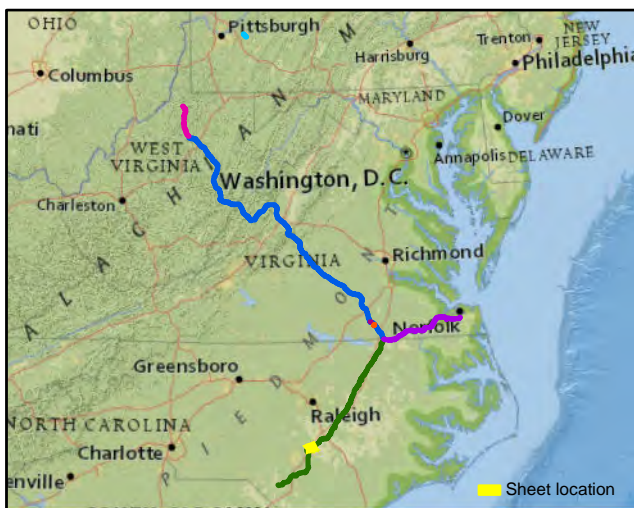 OHIO
Pittsburgh
M
NEW
JERSEY
Trenton
Harrisburg
Philadelphia
Columbus
MARYLAND
Dover
nati
WEST
VIRGINIA
Annapolis
DELAWARE
Washington, D.C.
Charleston
A L A C H I A N
VIRGINIA
Richmond
Norfolk
Greensboro
P I E D M O N T
Raleigh
NORTH CAROLINA
Charlotte
enville
Sheet location